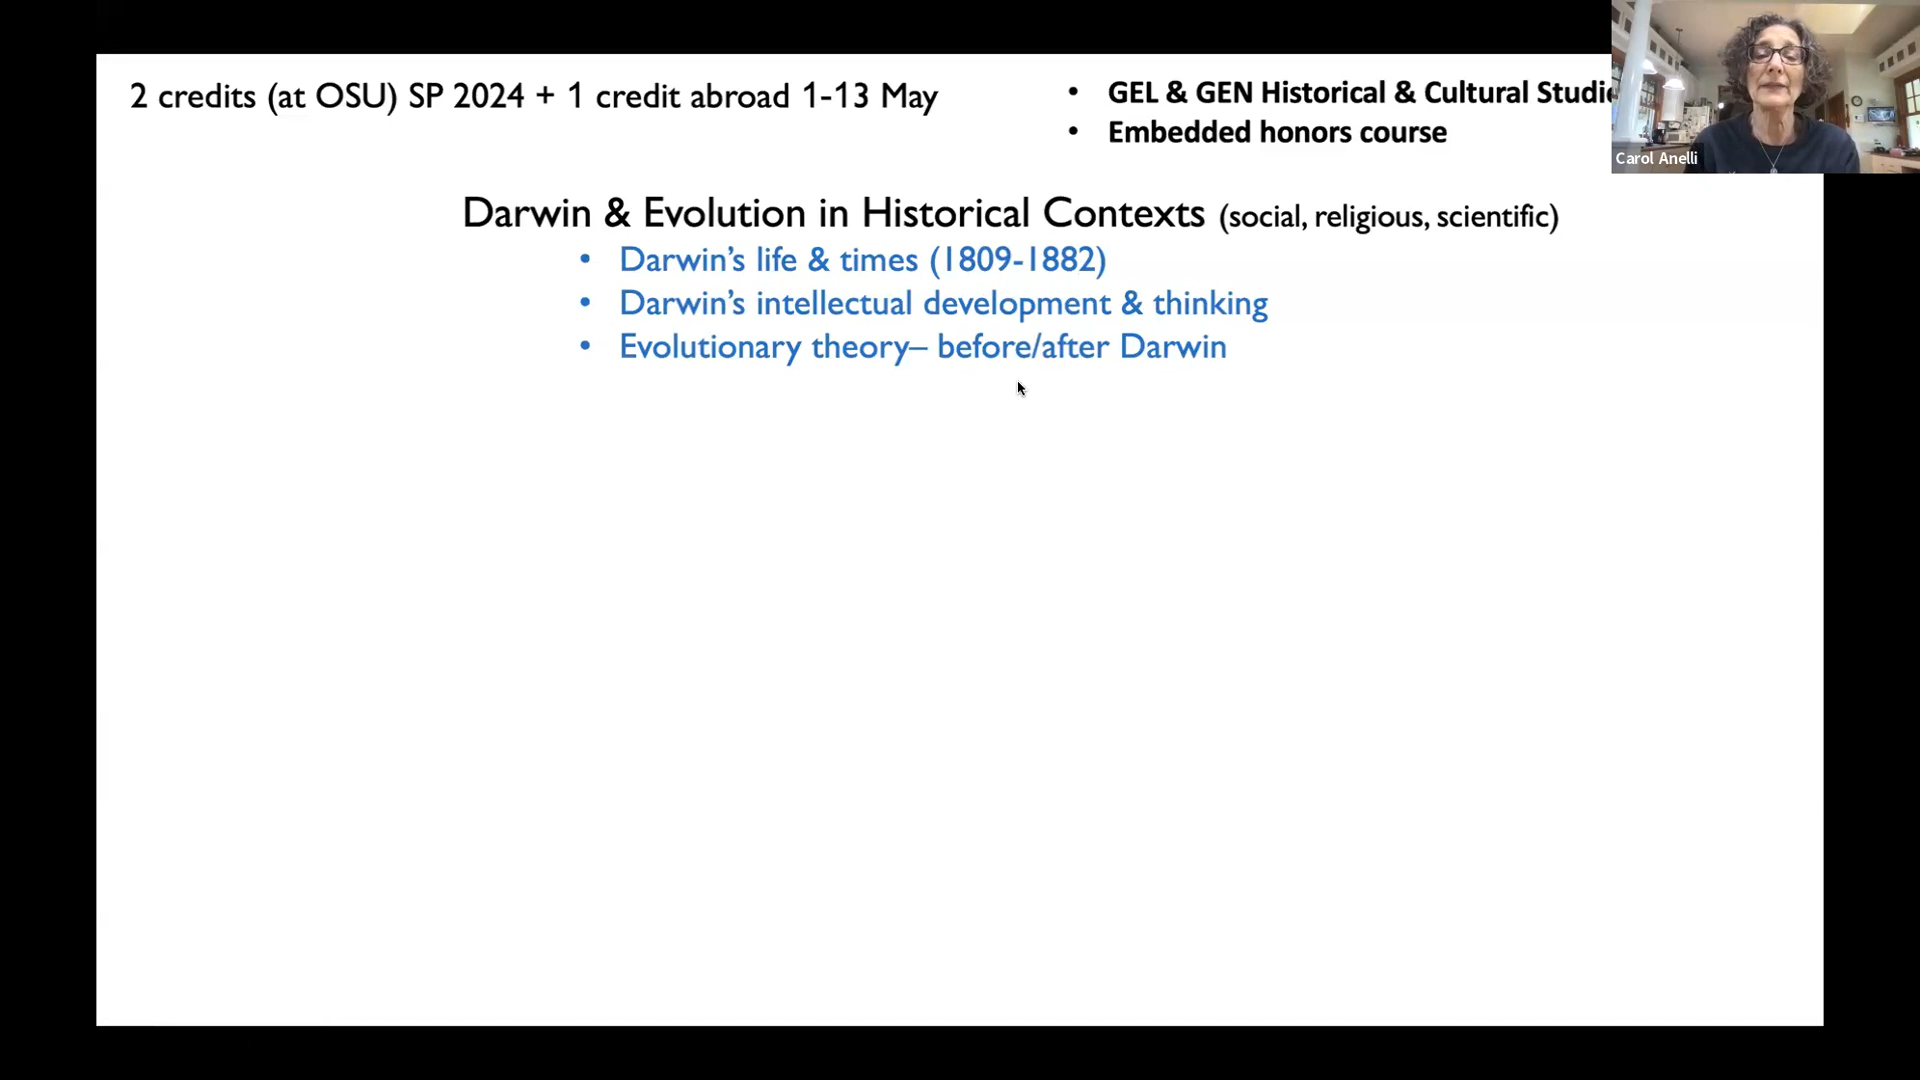 2 credits (at OSU) SP 2024 + 1 credit abroad 1-13 May
• GEL & GEN Historical & Cultural
• Embedded honors course
Carol Anelli
Darwin & Evolution in Historical Contexts (social, religious, scientific)
• Darwin's life & times (1809-1882)
• Darwin's intellectual development & thinking
• Evolutionary theory– before/after Darwin